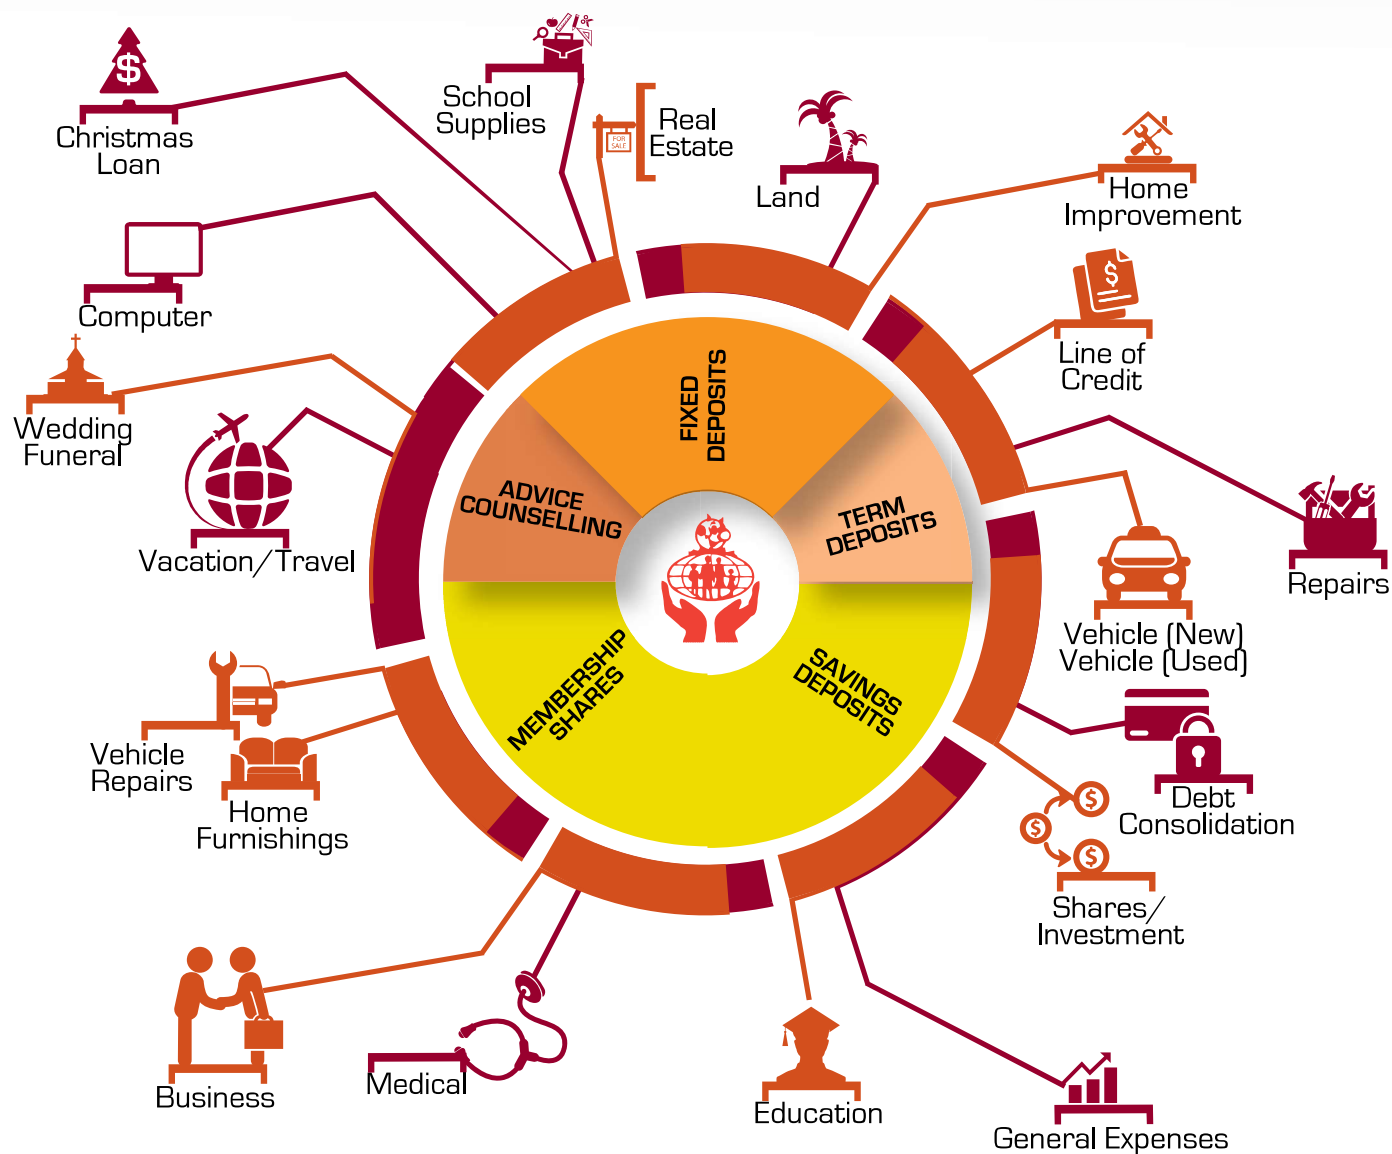 $
Christmas
Loan
School
Supplies
FOR
SALE
Real
Estate
Land
Home
Improvement
Computer
$
Line of
Credit
Wedding
Funeral
Vacation/Travel
Repairs
Vehicle (New)
Vehicle (Used)
FIXED
DEPOSITS
ADVICE
COUNSELLING
TERM
DEPOSITS
MEMBERSHIP
SHARES
SAVINGS
DEPOSITS
Vehicle
Repairs
Home
Furnishings
Debt
Consolidation
$
$
$
Shares/
Investment
Business
Medical
Education
General Expenses